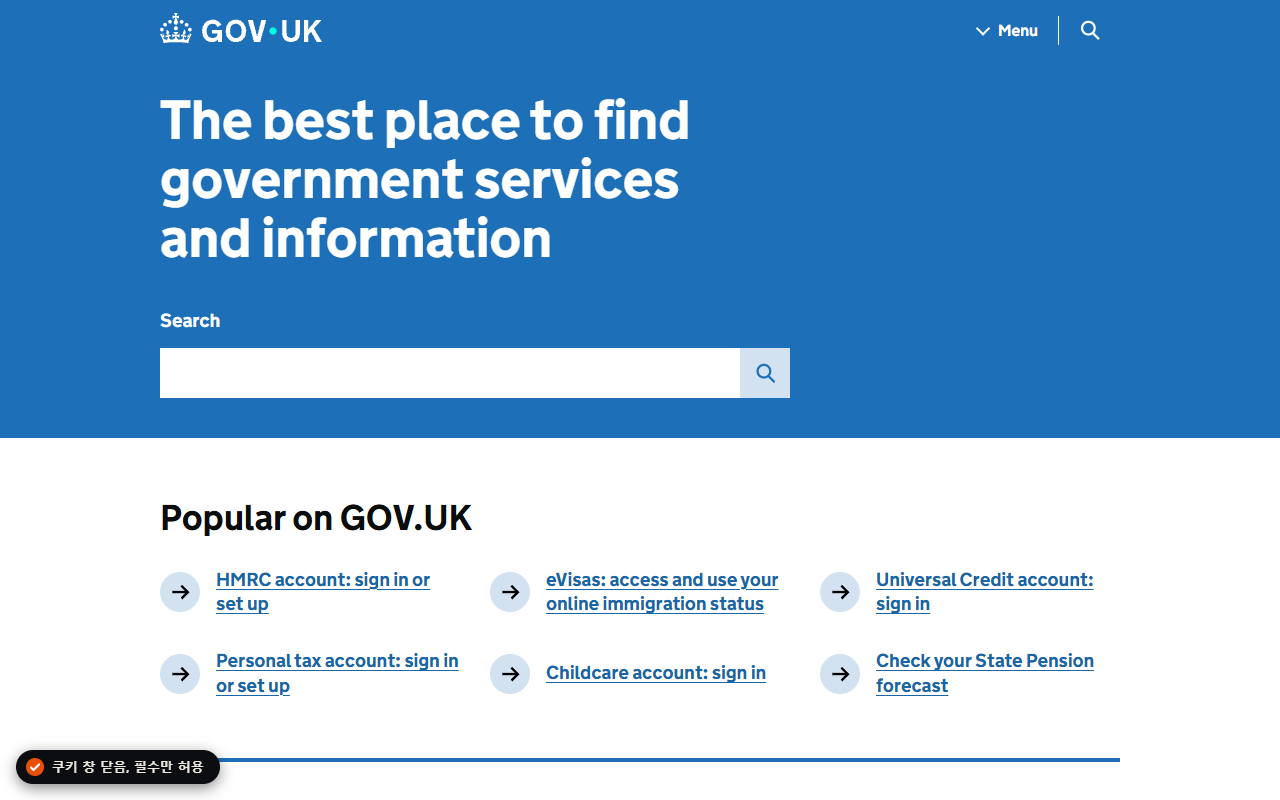 GOV·UK
Menu
The best place to find
government services
and information
Search
Popular on GOV.UK
HMRC account: sign in or
set up
eVisas: access and use your
online immigration status
Universal Credit account:
sign in
Personal tax account: sign in
or set up
Childcare account: sign in
Check your State Pension
forecast
쿠키 창 닫음, 필수만 허용